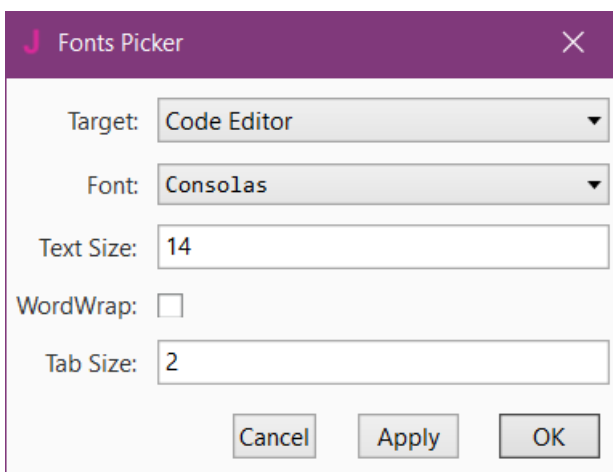 J Fonts Picker
Target: Code Editor
Font: Consolas
Text Size: 14
WordWrap:
Tab Size: 2
Cancel Apply OK